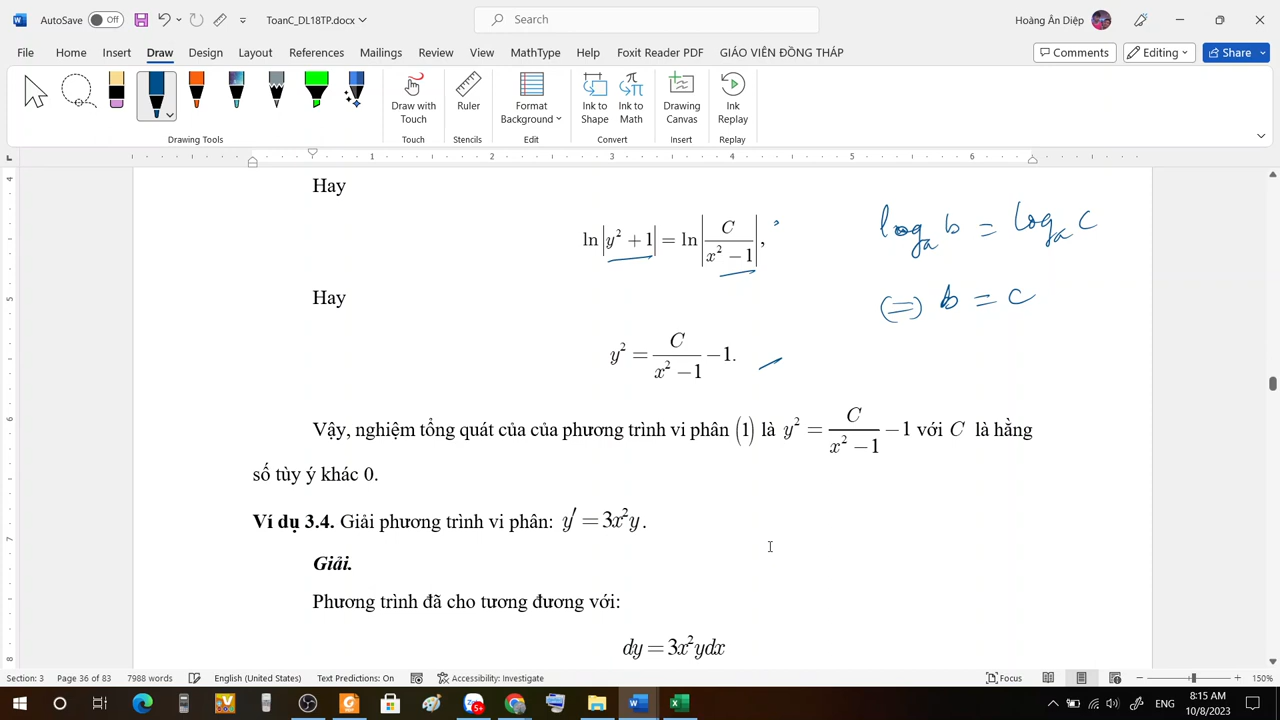 AutoSave Off ToanC_DL18TP.docx Search Hoàng Ân Diệp
File Home Insert Draw Design Layout References Mailings Review View MathType Help Foxit Reader PDF GIÁO VIÊN ĐỒNG THÁP Comments Editing Share
Draw with Touch Ruler Format Background Ink to Shape Ink to Math Drawing Canvas Ink Replay
Drawing Tools Touch Stencils Edit Convert Insert Replay
1 2 3 4 5 6
Hay
ln|y² + 1| = ln|C / (x² − 1)|,
log_a b = log_a c
Hay
(=) b = c
y² = C / (x² − 1) − 1.
Vậy, nghiệm tổng quát của của phương trình vi phân (1) là y² = C / (x² − 1) − 1 với C là hằng
số tùy ý khác 0.
Ví dụ 3.4. Giải phương trình vi phân: y′ = 3x²y.
Giải.
Phương trình đã cho tương đương với:
dy = 3x²ydx
Section: 3 Page 36 of 83 7988 words English (United States) Text Predictions: On Accessibility: Investigate Focus 150%
ENG 8:15 AM
10/8/2023